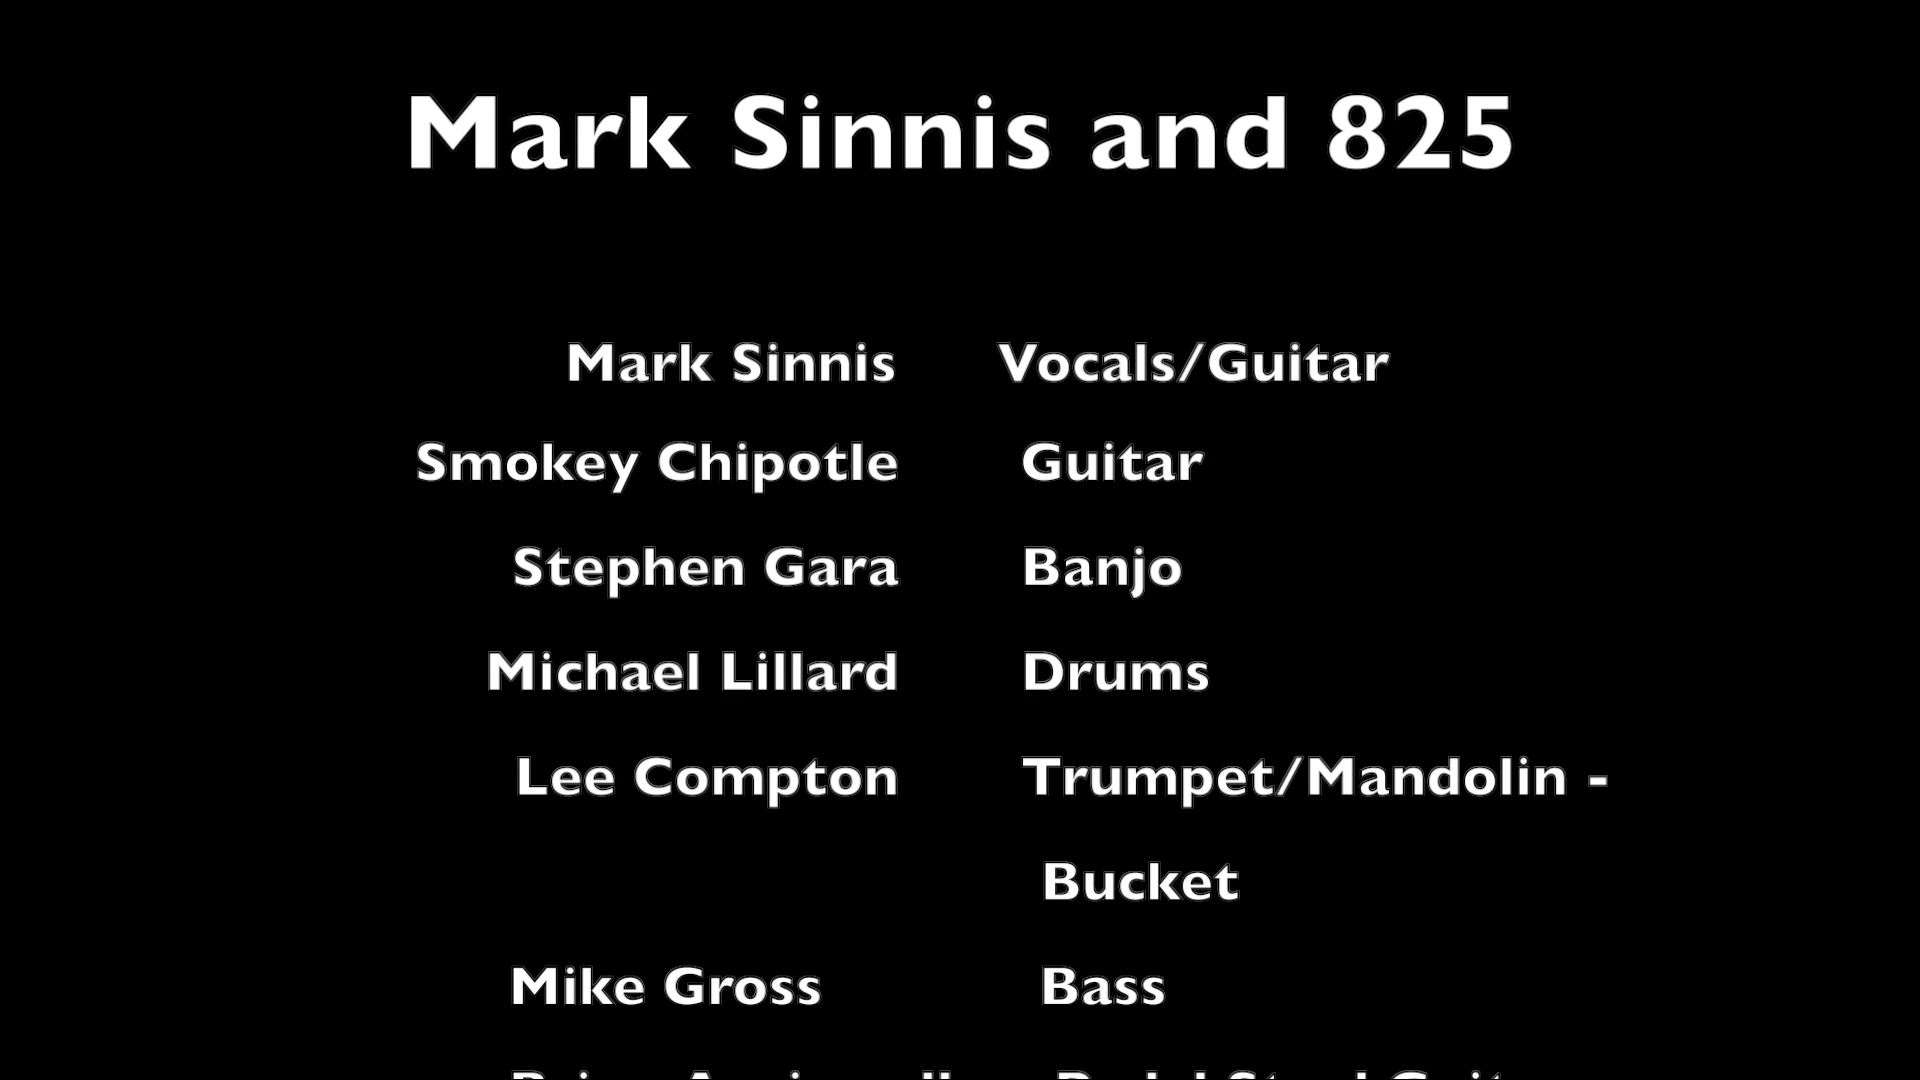 Mark Sinnis and 825
Mark Sinnis Vocals/Guitar
Smokey Chipotle Guitar
Stephen Gara Banjo
Michael Lillard Drums
Lee Compton Trumpet/Mandolin -
Bucket
Mike Gross Bass